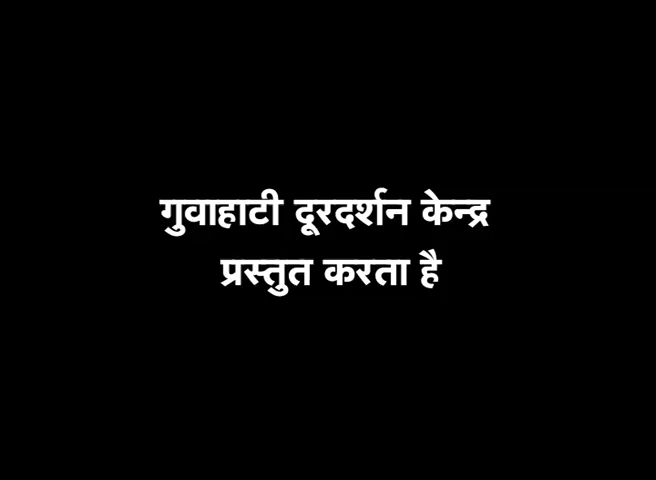 गुवाहाटी दूरदर्शन केन्द्र
प्रस्तुत करता है